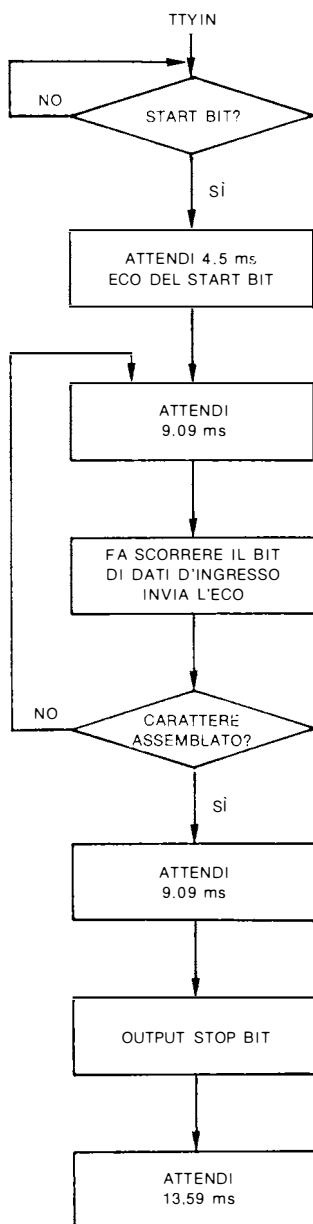 TTYIN
NO
START BIT?
SÌ
ATTENDI 4.5 ms
ECO DEL START BIT
ATTENDI
9.09 ms
FA SCORRERE IL BIT
DI DATI D'INGRESSO
INVIA L'ECO
NO
CARATTERE
ASSEMBLATO?
SÌ
ATTENDI
9.09 ms
OUTPUT STOP BIT
ATTENDI
13,59 ms